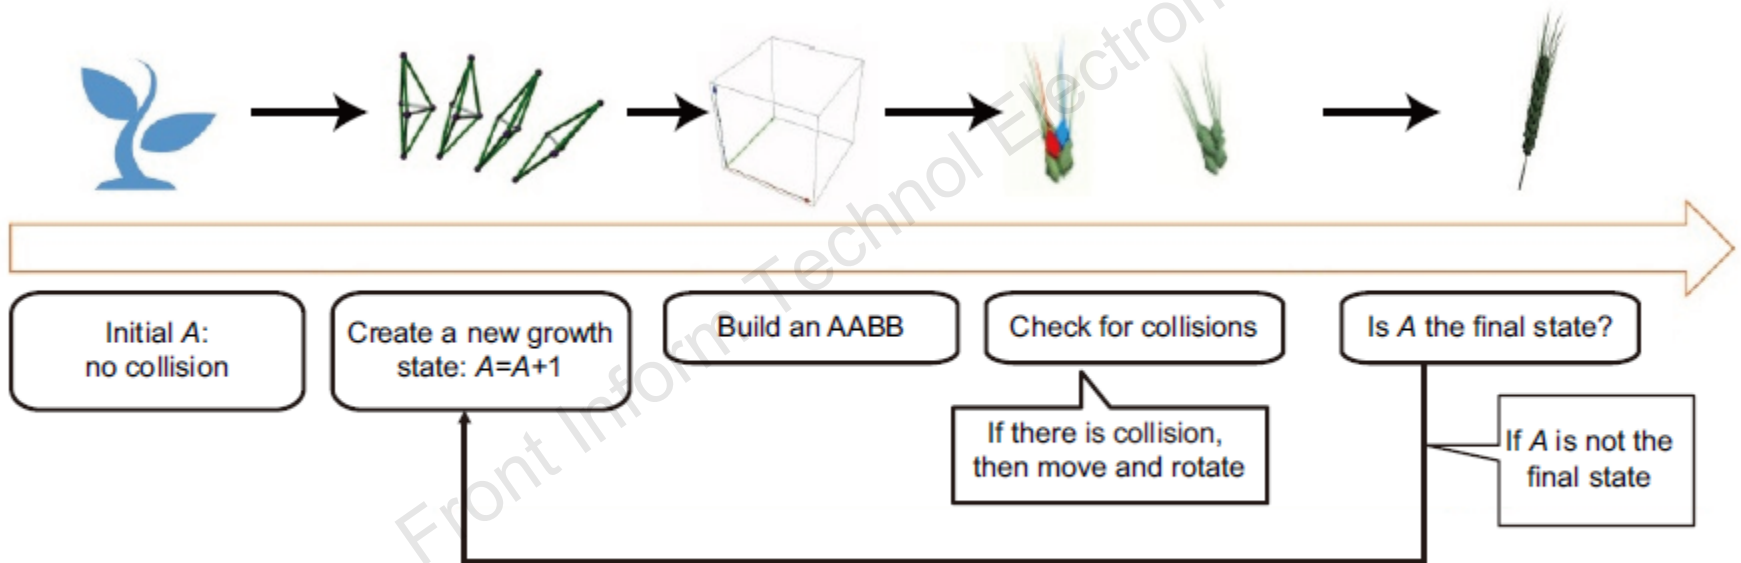 Initial A:
no collision
Create a new growth
state: A=A+1
Build an AABB
Check for collisions
Is A the final state?
If there is collision,
then move and rotate
If A is not the
final state
Front Inform Technol Electron